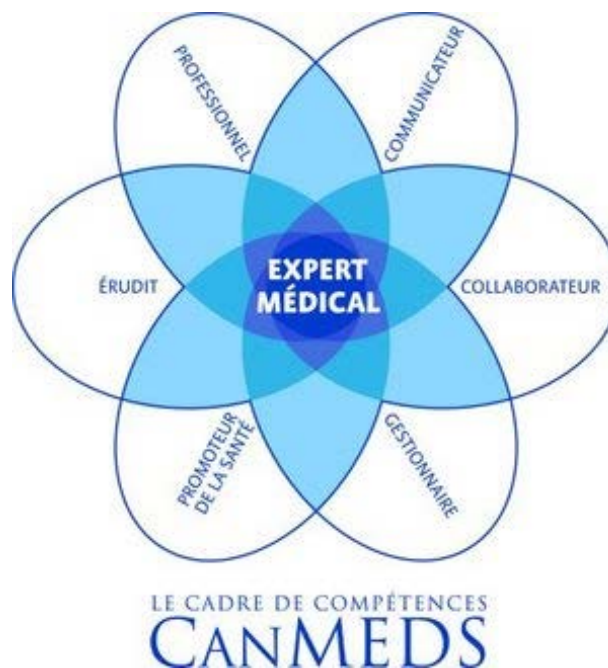 PROFESSIONNEL
COMMUNICATEUR
ÉRUDIT
EXPERT
MÉDICAL
COLLABORATEUR
PROMOTEUR
DE LA SANTÉ
GESTIONNAIRE
LE CADRE DE COMPÉTENCES
CANMEDS